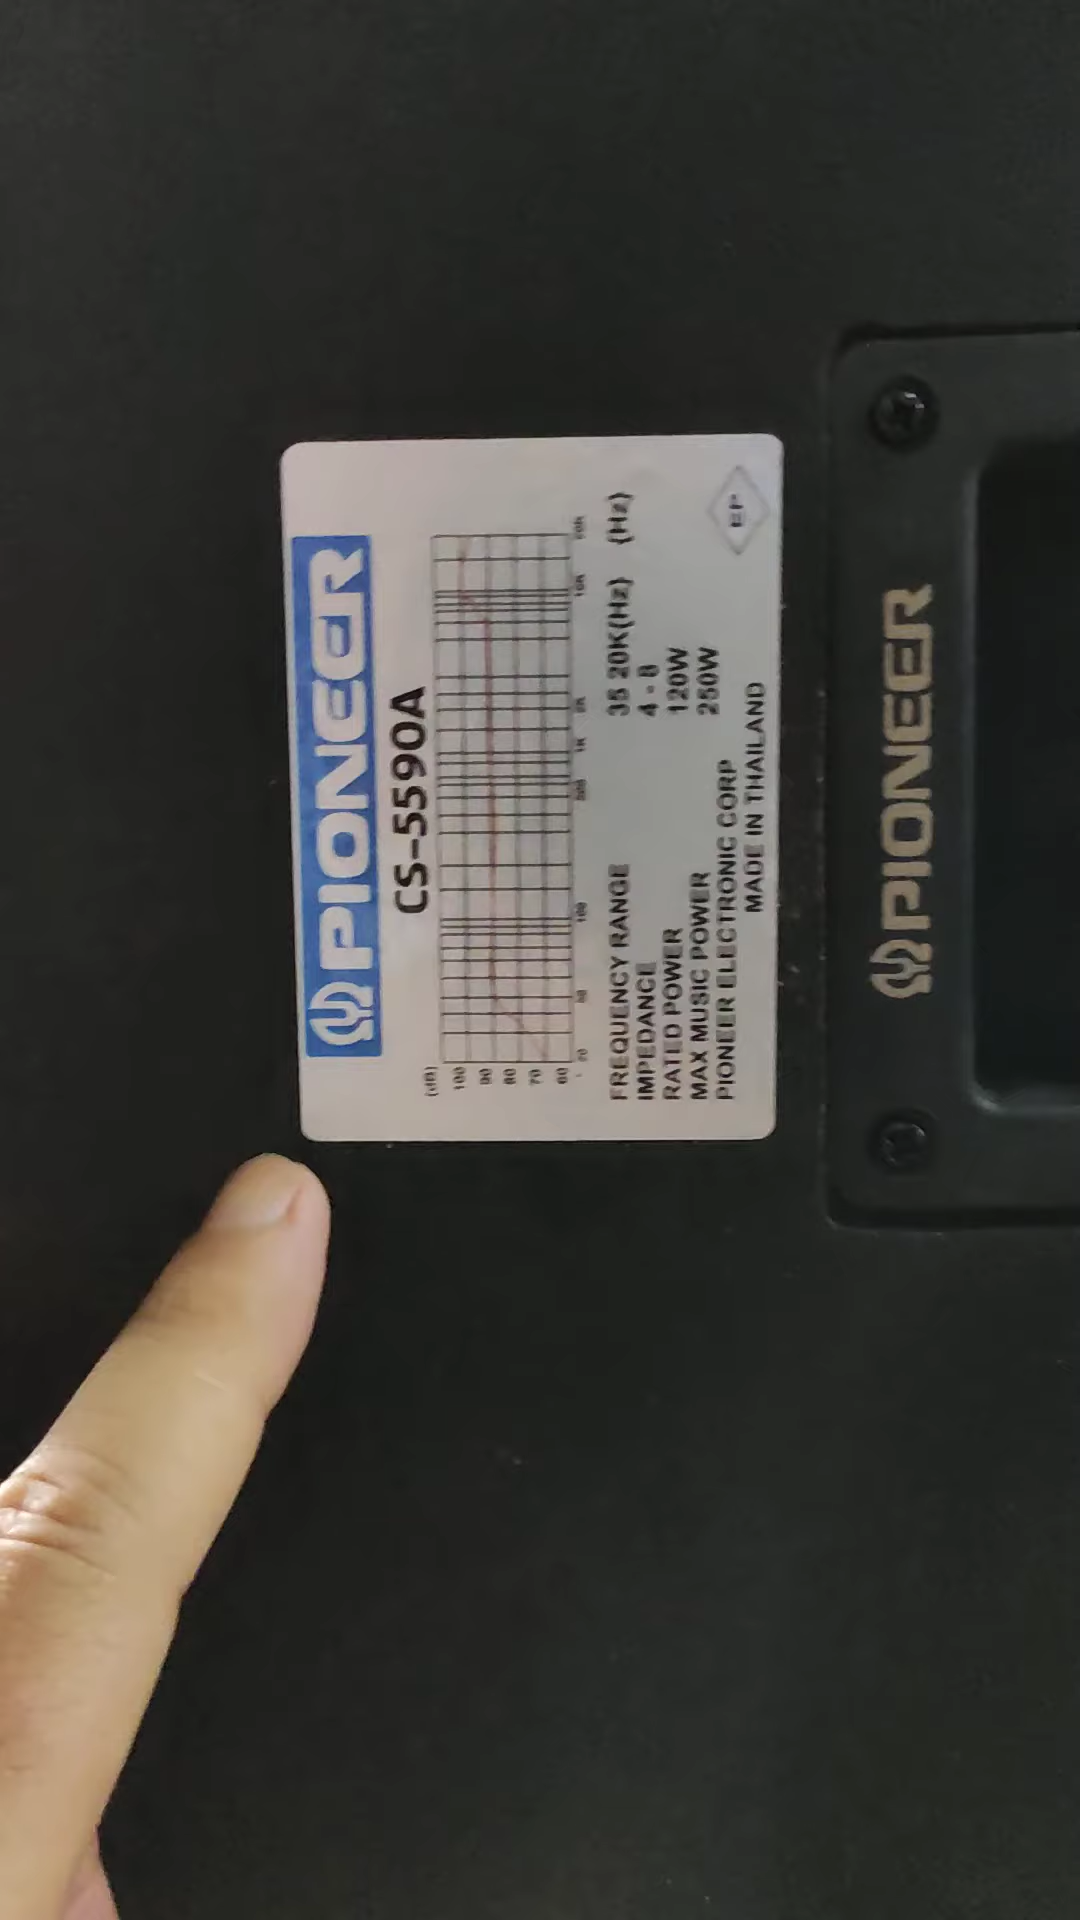 PIONEER
CS-5590A
(dB)
100
90
80
70
60
20
50
100
500
1K
2K
10K
20K
FREQUENCY RANGE 35 20K(Hz) (Hz)
IMPEDANCE 4 - 8
RATED POWER 120W
MAX MUSIC POWER 250W
PIONEER ELECTRONIC CORP
MADE IN THAILAND
EP
PIONEER